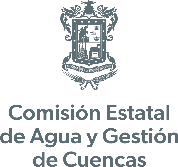 Comisión Estatal
de Agua y Gestión
de Cuencas